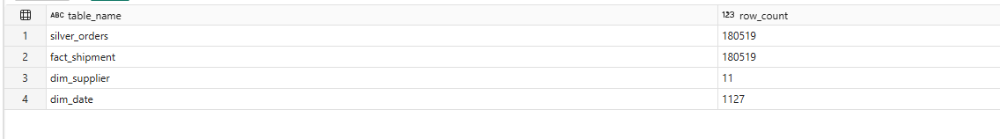 ABC table_name 123 row_count
1 silver_orders 180519
2 fact_shipment 180519
3 dim_supplier 11
4 dim_date 1127